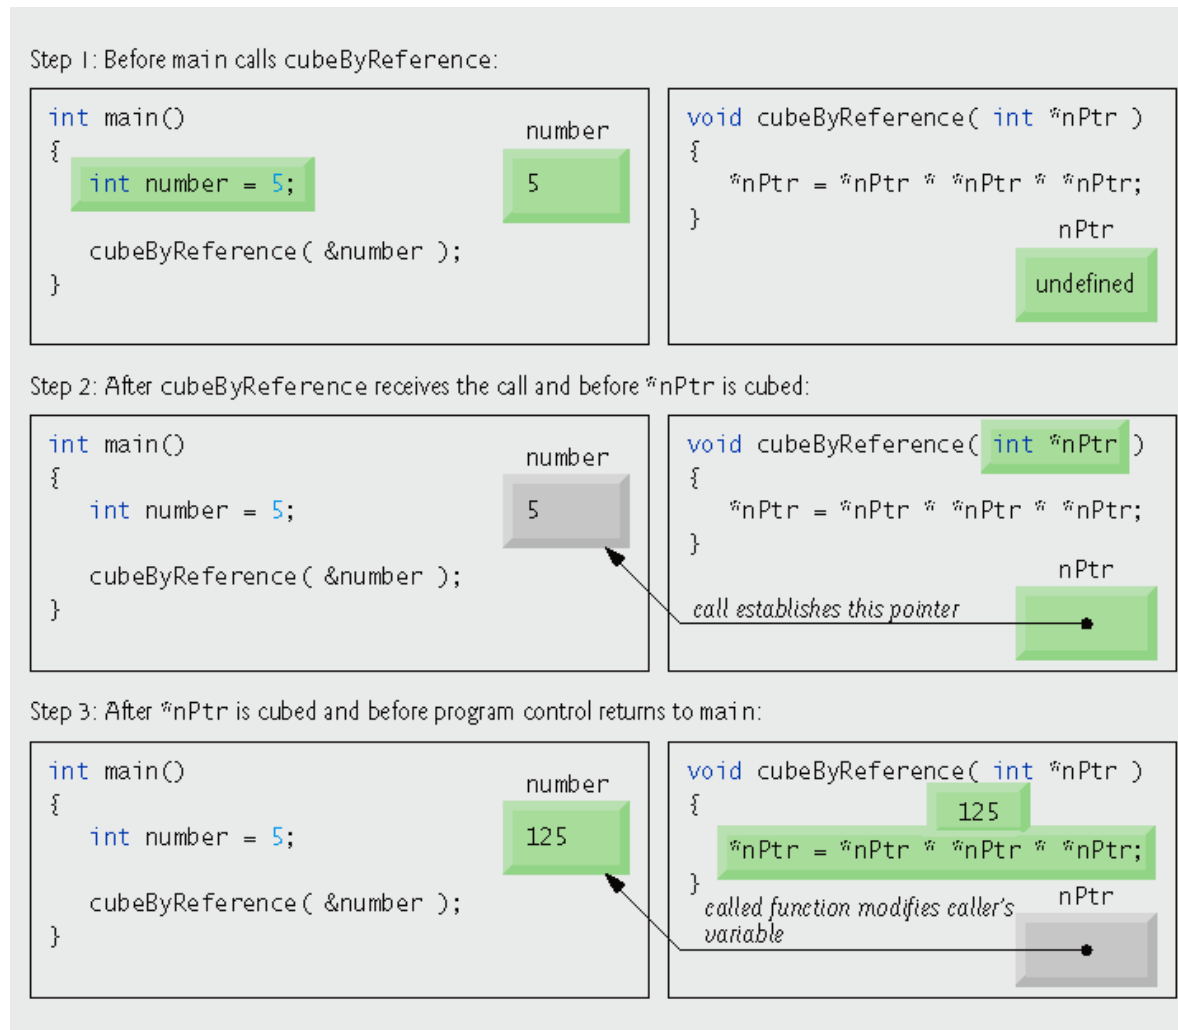 Step 1: Before main calls cubeByReference:
int main()
{
int number = 5;
cubeByReference( &number );
}
number
5
void cubeByReference( int *nPtr )
{
*nPtr = *nPtr * *nPtr * *nPtr;
}
nPtr
undefined
Step 2: After cubeByReference receives the call and before *nPtr is cubed:
int main()
{
int number = 5;
cubeByReference( &number );
}
number
5
void cubeByReference( int *nPtr )
{
*nPtr = *nPtr * *nPtr * *nPtr;
}
nPtr
call establishes this pointer
Step 3: After *nPtr is cubed and before program control returns to main:
int main()
{
int number = 5;
cubeByReference( &number );
}
number
125
void cubeByReference( int *nPtr )
{
125
*nPtr = *nPtr * *nPtr * *nPtr;
}
called function modifies caller's
variable
nPtr